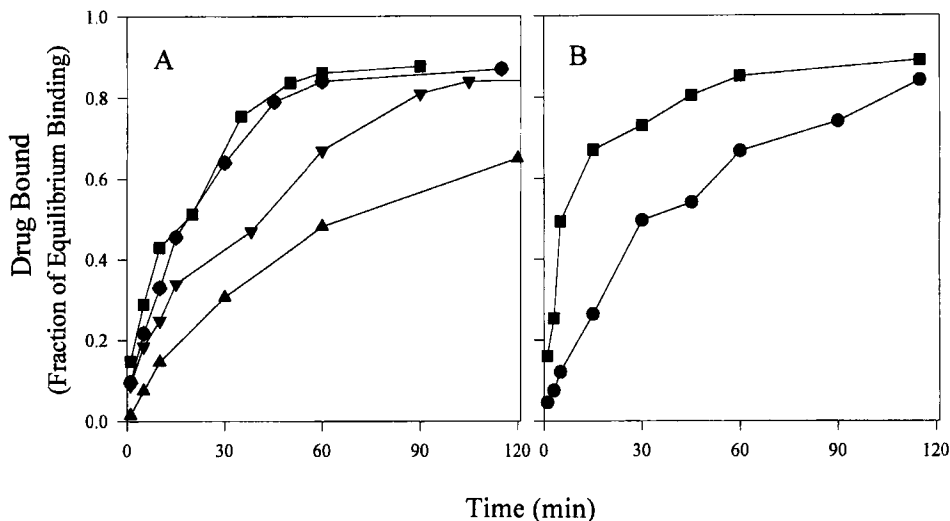 Drug Bound
(Fraction of Equilibrium Binding)
1.0
0.8
0.6
0.4
0.2
0.0
A
B
0 30 60 90 120
0 30 60 90 120
Time (min)